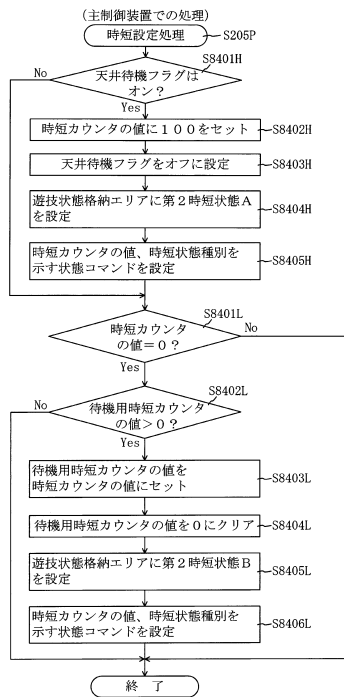 (主制御装置での処理)
時短設定処理
S205P
S8401H
天井待機フラグは
オン?
No
Yes
時短カウンタの値に100をセット
S8402H
天井待機フラグをオフに設定
S8403H
遊技状態格納エリアに第2時短状態A
を設定
S8404H
時短カウンタの値、時短状態種別を
示す状態コマンドを設定
S8405H
S8401L
時短カウンタ
の値=0?
No
Yes
S8402L
待機用時短カウンタ
の値>0?
No
Yes
待機用時短カウンタの値を
時短カウンタの値にセット
S8403L
待機用時短カウンタの値を0にクリア
S8404L
遊技状態格納エリアに第2時短状態B
を設定
S8405L
時短カウンタの値、時短状態種別を
示す状態コマンドを設定
S8406L
終了